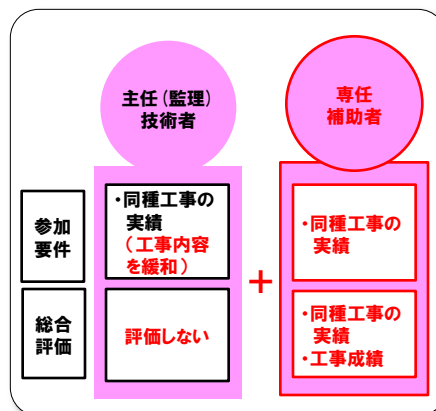 主任(監理)
技術者
専任
補助者
参加
要件
・同種工事の
実績
(工事内容
を緩和)
+
・同種工事の
実績
総合
評価
評価しない
・同種工事の
実績
・工事成績